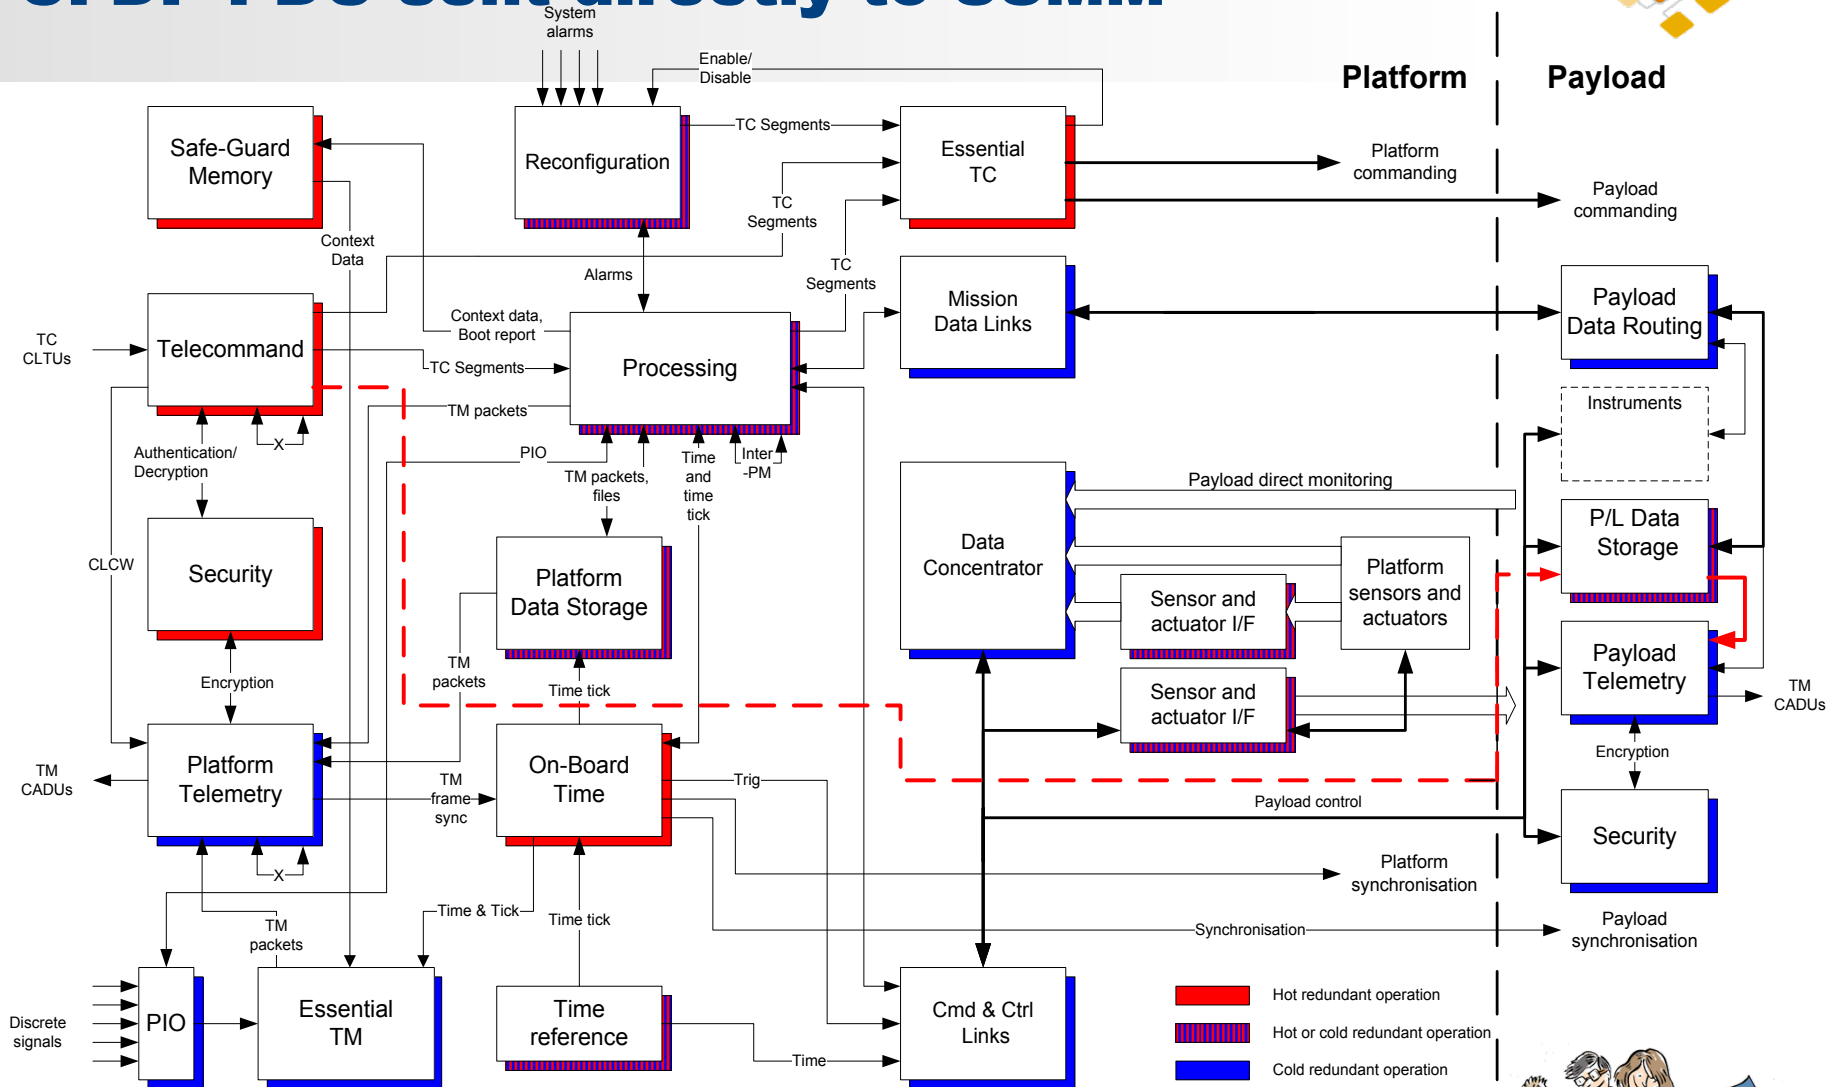 System
alarms
Enable/
Disable
Platform
Payload
Safe-Guard
Memory
Reconfiguration
TC Segments
Essential
TC
Platform
commanding
Payload
commanding
TC
Segments
Context
Data
Alarms
TC
Segments
Mission
Data Links
Payload
Data Routing
TC
CLTUs
Telecommand
Context data,
Boot report
TC Segments
Processing
Instruments
TM packets
X
Authentication/
Decryption
PIO
TM packets,
files
Time
and
time
tick
Inter
-PM
Payload direct monitoring
P/L Data
Storage
CLCW
Security
Platform
Data Storage
Data
Concentrator
Sensor and
actuator I/F
Platform
sensors and
actuators
Encryption
TM
packets
Time tick
Sensor and
actuator I/F
Payload
Telemetry
TM
CADUs
Encryption
TM
CADUs
Platform
Telemetry
TM
frame
sync
On-Board
Time
Trig
Payload control
Security
X
Platform
synchronisation
Time & Tick
Time tick
TM
packets
Synchronisation
Payload
synchronisation
Discrete
signals
PIO
Essential
TM
Time
reference
Time
Cmd & Ctrl
Links
Hot redundant operation
Hot or cold redundant operation
Cold redundant operation